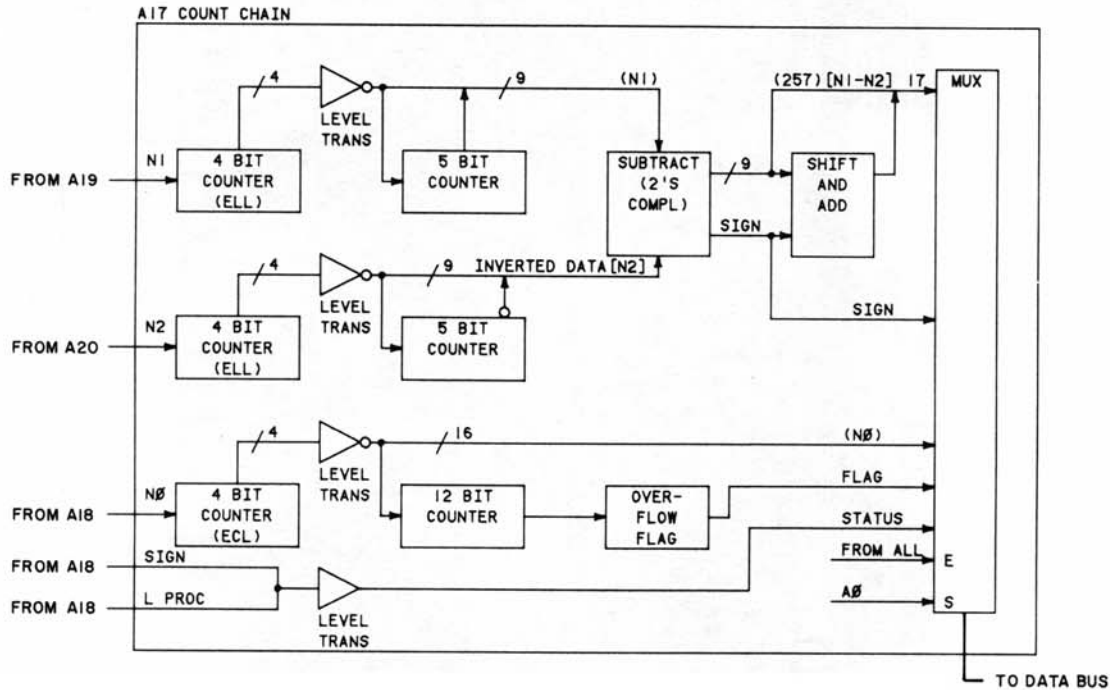 A17 COUNT CHAIN
4
9
(N1)
(257)[N1-N2] 17
MUX
LEVEL
TRANS
N1
4 BIT
COUNTER
(ELL)
5 BIT
COUNTER
SUBTRACT
(2'S
COMPL)
9
SHIFT
AND
ADD
FROM A19
SIGN
4
9
INVERTED DATA[N2]
LEVEL
TRANS
SIGN
N2
4 BIT
COUNTER
(ELL)
5 BIT
COUNTER
FROM A20
4
16
(NØ)
LEVEL
TRANS
FLAG
NØ
4 BIT
COUNTER
(ECL)
12 BIT
COUNTER
OVER-
FLOW
FLAG
FROM A18
STATUS
SIGN
FROM A18
FROM ALL
E
L PROC
FROM A18
AØ
S
LEVEL
TRANS
TO DATA BUS